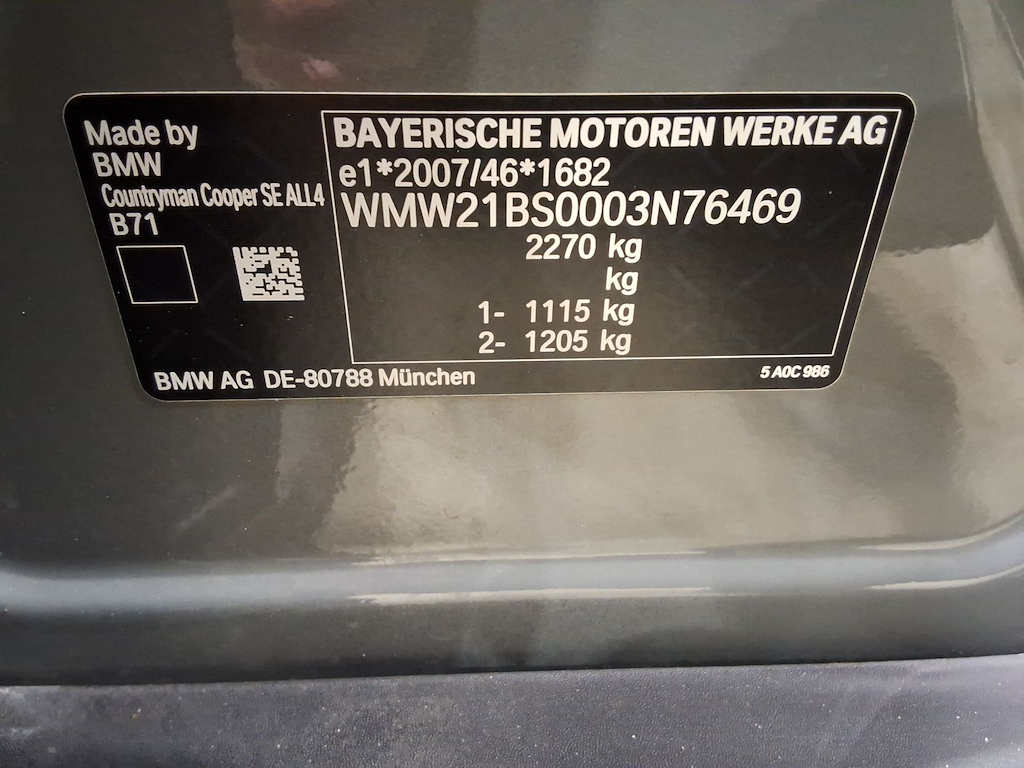 Made by
BMW
Countryman Cooper SE ALL4
B71
BAYERISCHE MOTOREN WERKE AG
e1*2007/46*1682
WMW21BS0003N76469
2270 kg
kg
1- 1115 kg
2- 1205 kg
BMW AG DE-80788 München
5 A0C 986